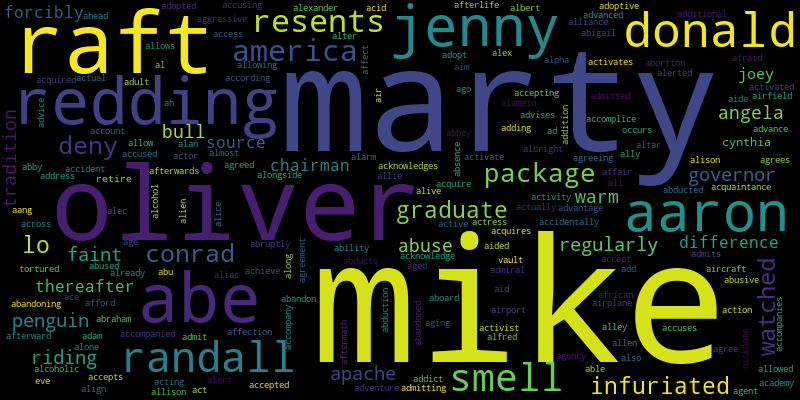 forcibly ahead adopted accusing alexander acid afterlife albert additional
raft resents jenny donald
aggressive alter alliance advanced adoptive abigail
allows access america affect adopt alex alpha activates abortion afraid
al allowing aim alerted joey
acquired actual according marty
redding adult air ago accepting admitted activated
advice ah alamein addition accomplice aide airfield
account bull abbey advises angela
tradition deny allow alan source adding ad occurs advance
accused actor almost absence albright altar cynthia
abby accident afterwards agreed chairman alarm acknowledges activate agreeing ally alison agrees
address alongside allie package affair governor
retire oliver alive acquire ali abducted acquaintance
aang alec alcohol alien alice graduate activity warm aaron
across active actress actually advantage accidentally
lo age abruptly ability abuse acquires regularly difference
faint conrad agreement acknowledge aided mike accept admits
tortured abused along abducts aged vault add aircraft watched
already abu alias achieve admiral african abusive
thereafter abe abandon aboard aid airplane
abandoning ace afford abduction abandoned airport action accompanies
penguin abraham accompany aging activist alley accuses nickname
afterward adam accompanied affection aftermath alfred allen
alone admit also agree
riding randall agency able allowed
alcoholic accepts acting apache addict smell infuriated academy
eve align allison act alert accepted adventure admitting agent